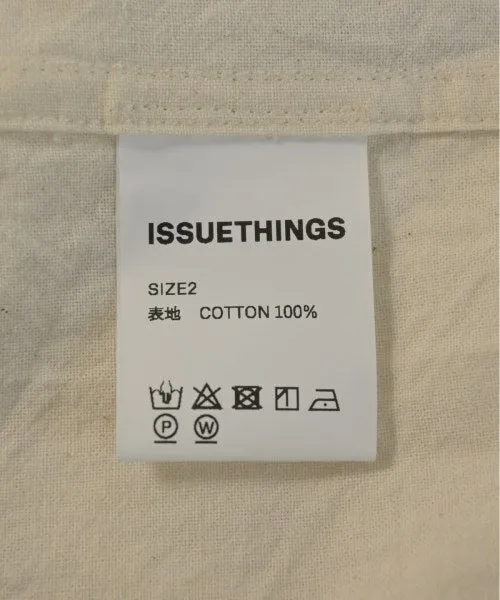 ISSUETHINGS
SIZE2
表地 COTTON 100%
P W